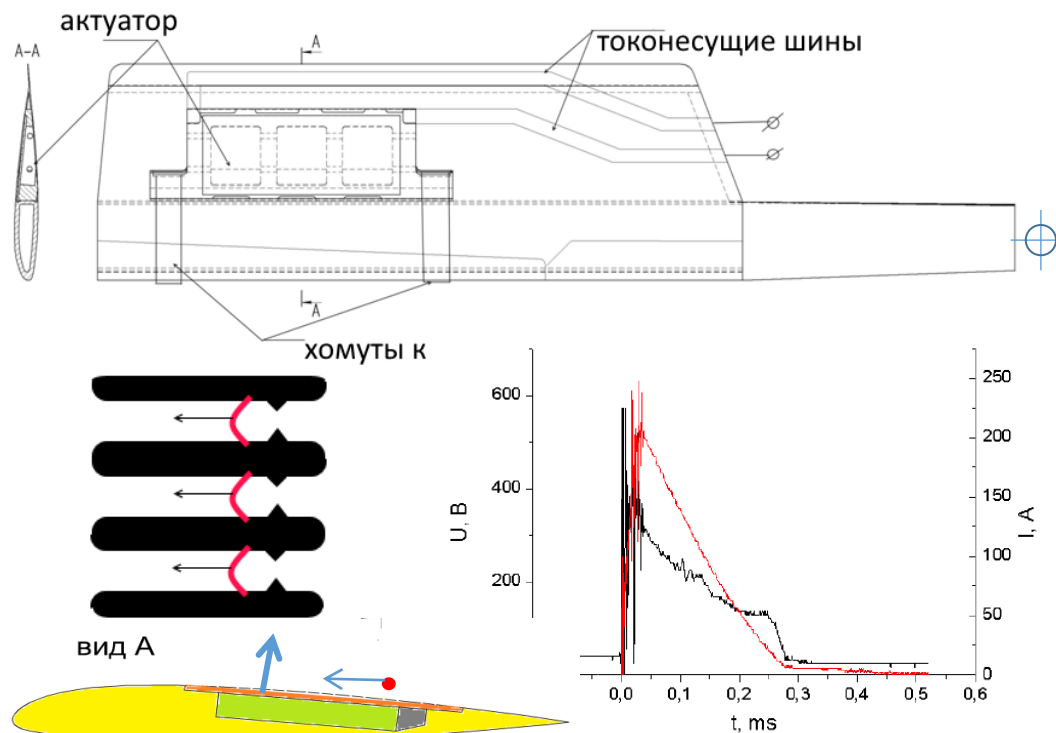 актуатор
токонесущие шины
А-А
А
А
хомуты к
вид А
U, В
600
400
200
I, А
250
200
150
100
50
0
0,0 0,1 0,2 0,3 0,4 0,5 0,6
t, ms